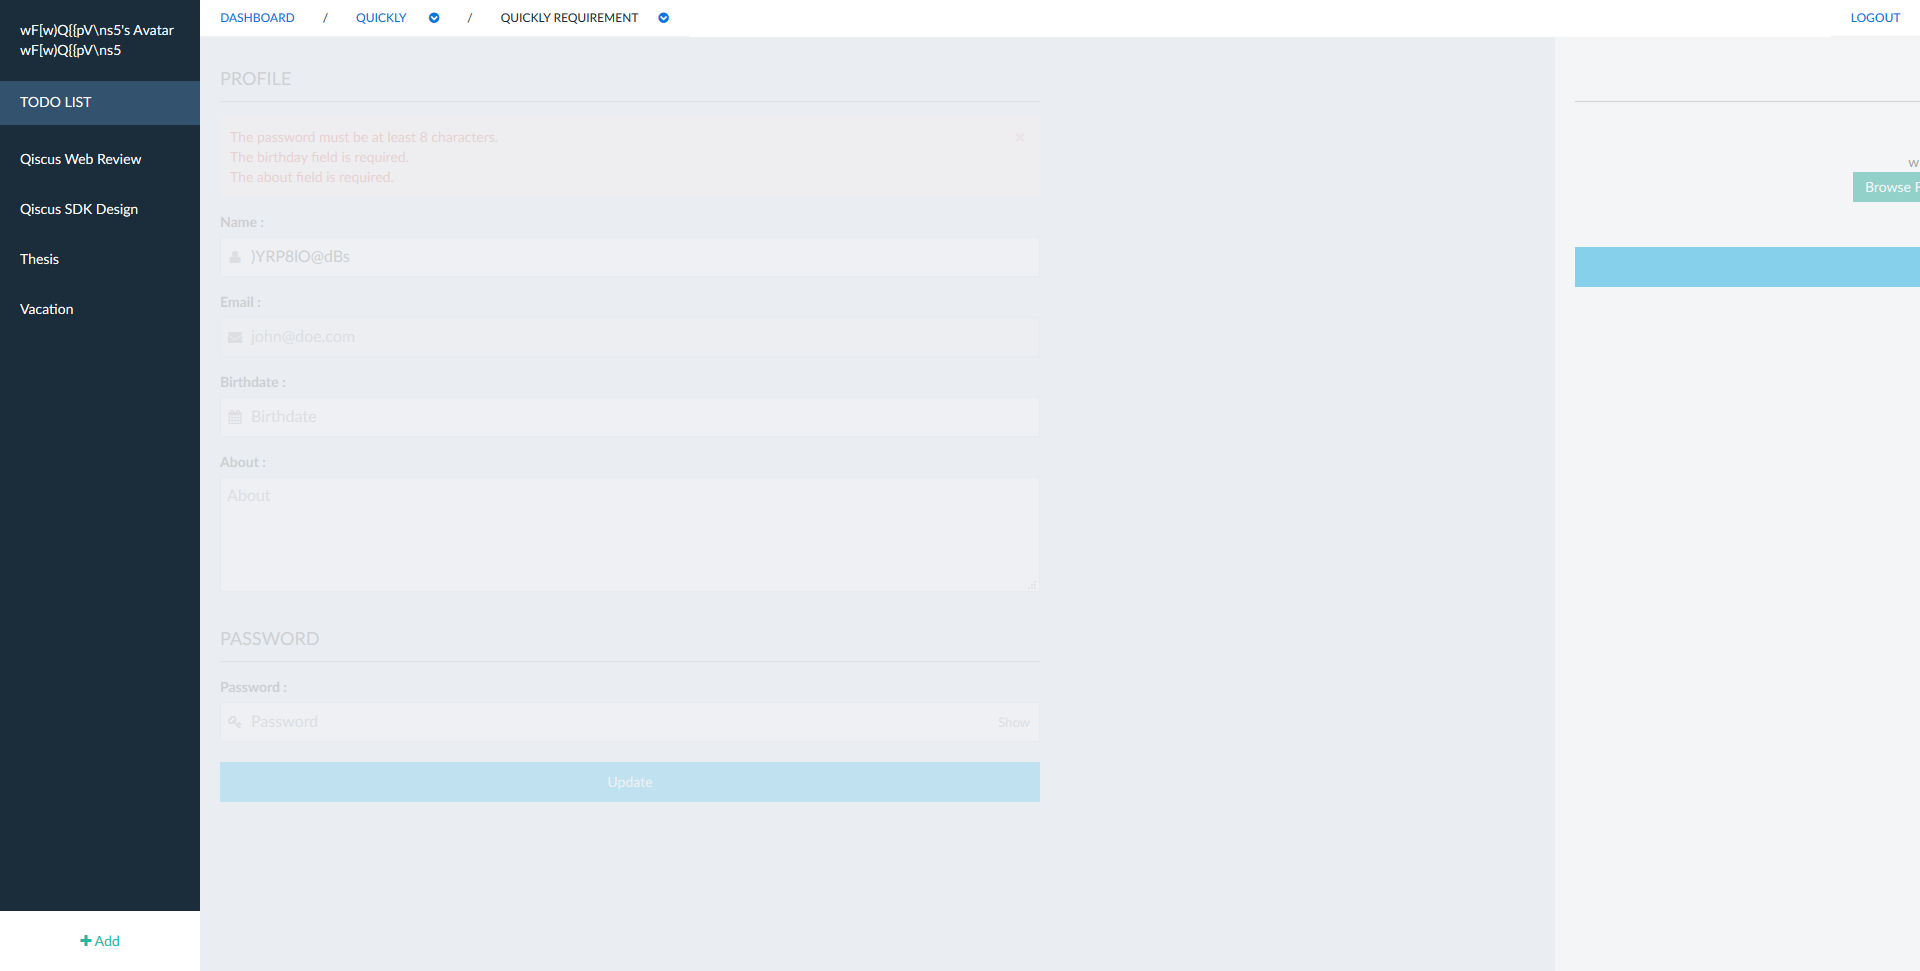 wF[w)Q{{pV\ns5's Avatar
wF[w)Q{{pV\ns5
TODO LIST
Qiscus Web Review
Qiscus SDK Design
Thesis
Vacation
+ Add
DASHBOARD / QUICKLY / QUICKLY REQUIREMENT
LOGOUT
PROFILE
The password must be at least 8 characters.
The birthday field is required.
The about field is required.
Name :
)YRP8lO@dBs
Email :
john@doe.com
Birthdate :
Birthdate
About :
About
PASSWORD
Password :
Password
Show
Update
w
Browse F